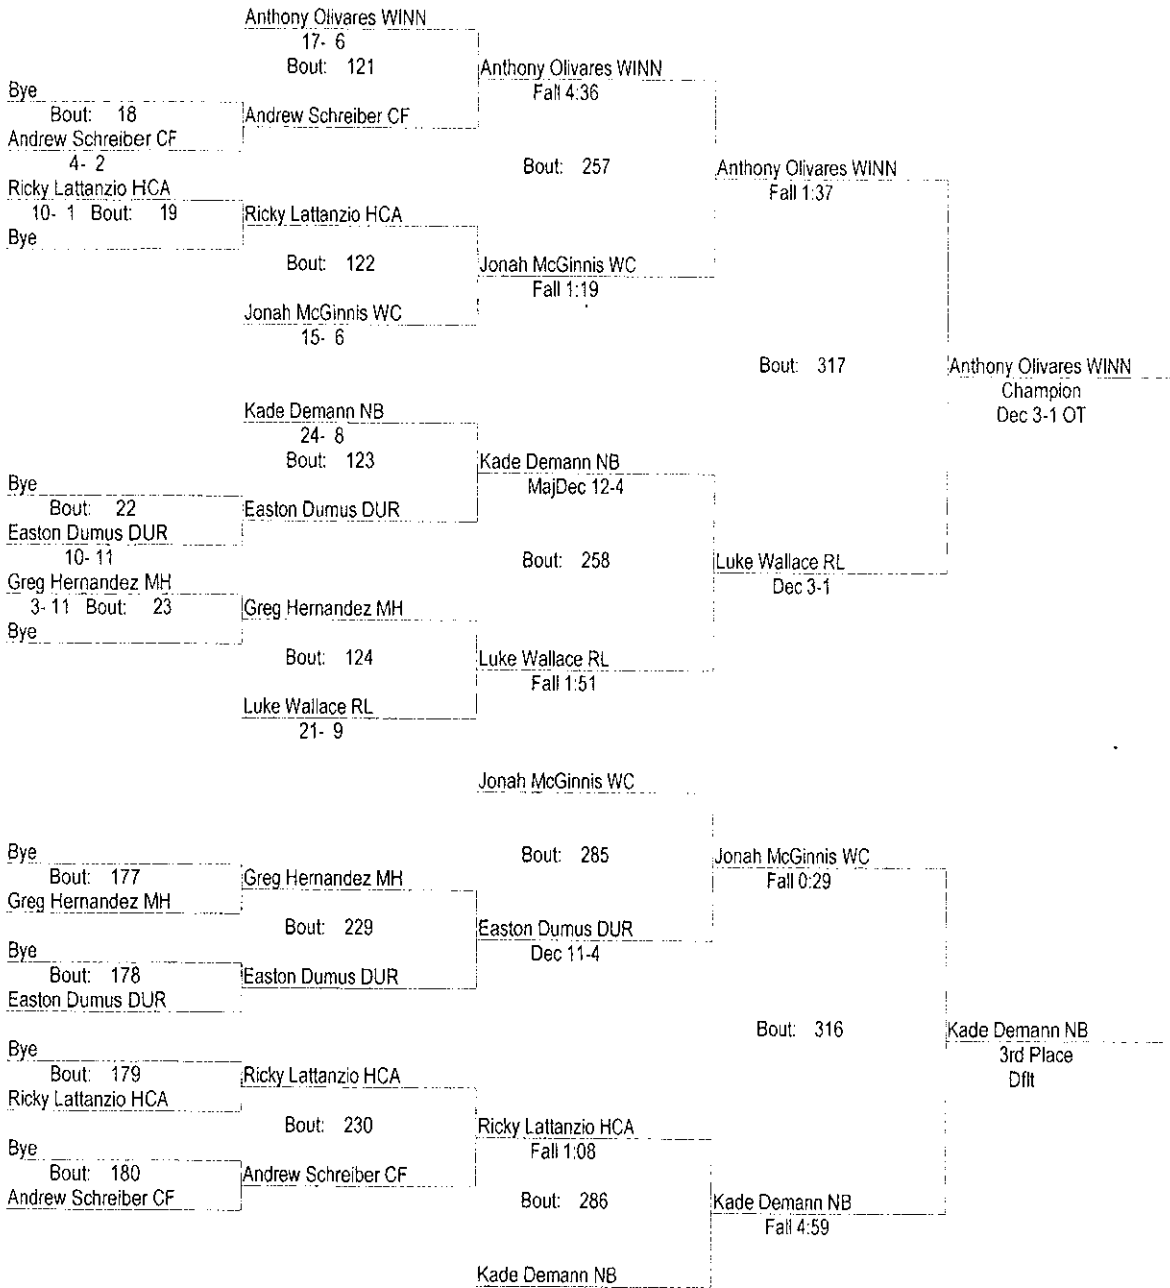 Anthony Olivares WINN
17- 6
Bout: 121
Anthony Olivares WINN
Fall 4:36
Bye
Bout: 18
Andrew Schreiber CF
Andrew Schreiber CF
4- 2
Bout: 257
Anthony Olivares WINN
Fall 1:37
Ricky Lattanzio HCA
10- 1 Bout: 19
Ricky Lattanzio HCA
Bye
Bout: 122
Jonah McGinnis WC
Fall 1:19
Jonah McGinnis WC
15- 6
Bout: 317
Anthony Olivares WINN
Champion
Dec 3-1 OT
Kade Demann NB
24- 8
Bout: 123
Kade Demann NB
MajDec 12-4
Bye
Bout: 22
Easton Dumus DUR
Easton Dumus DUR
10- 11
Bout: 258
Luke Wallace RL
Dec 3-1
Greg Hernandez MH
3- 11 Bout: 23
Greg Hernandez MH
Bye
Bout: 124
Luke Wallace RL
Fall 1:51
Luke Wallace RL
21- 9
Jonah McGinnis WC
Bout: 285
Jonah McGinnis WC
Fall 0:29
Bye
Bout: 177
Greg Hernandez MH
Greg Hernandez MH
Bout: 229
Easton Dumus DUR
Dec 11-4
Bye
Bout: 178
Easton Dumus DUR
Easton Dumus DUR
Bout: 316
Kade Demann NB
3rd Place
Dflt
Bye
Bout: 179
Ricky Lattanzio HCA
Ricky Lattanzio HCA
Bout: 230
Ricky Lattanzio HCA
Fall 1:08
Bye
Bout: 180
Andrew Schreiber CF
Andrew Schreiber CF
Bout: 286
Kade Demann NB
Fall 4:59
Kade Demann NB